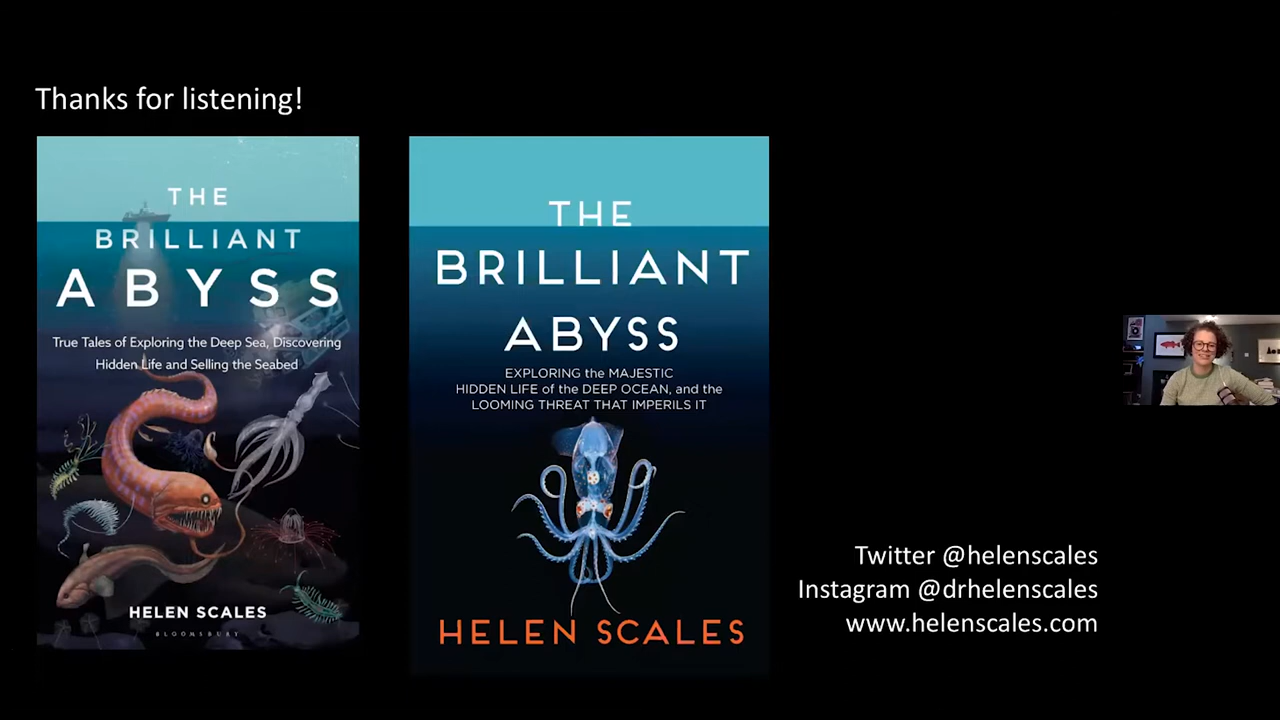 Thanks for listening!
THE
BRILLIANT
ABYSS
True Tales of Exploring the Deep Sea, Discovering
Hidden Life and Selling the Seabed
HELEN SCALES
BLOOMSBURY
THE
BRILLIANT
ABYSS
EXPLORING the MAJESTIC
HIDDEN LIFE of the DEEP OCEAN, and the
LOOMING THREAT THAT IMPERILS IT
HELEN SCALES
Twitter @helenscales
Instagram @drhelenscales
www.helenscales.com